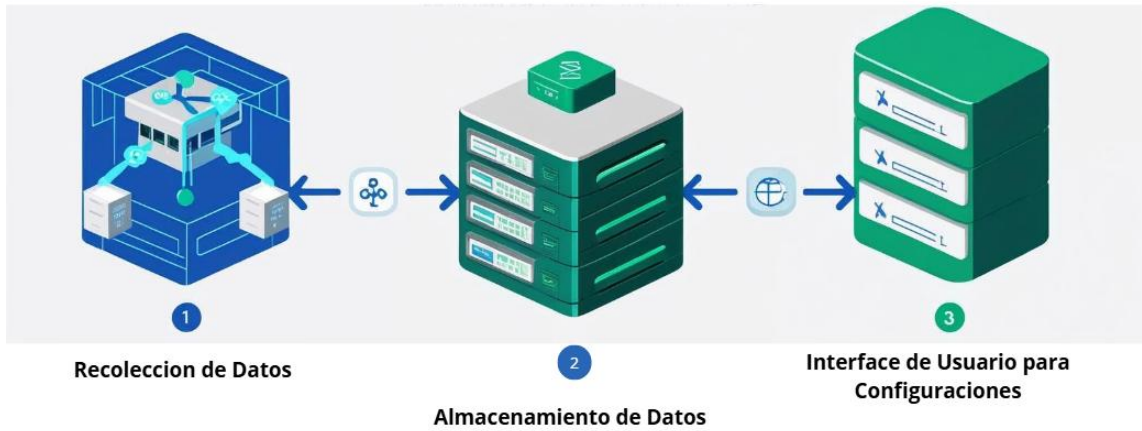 1
Recoleccion de Datos
2
Almacenamiento de Datos
3
Interface de Usuario para
Configuraciones